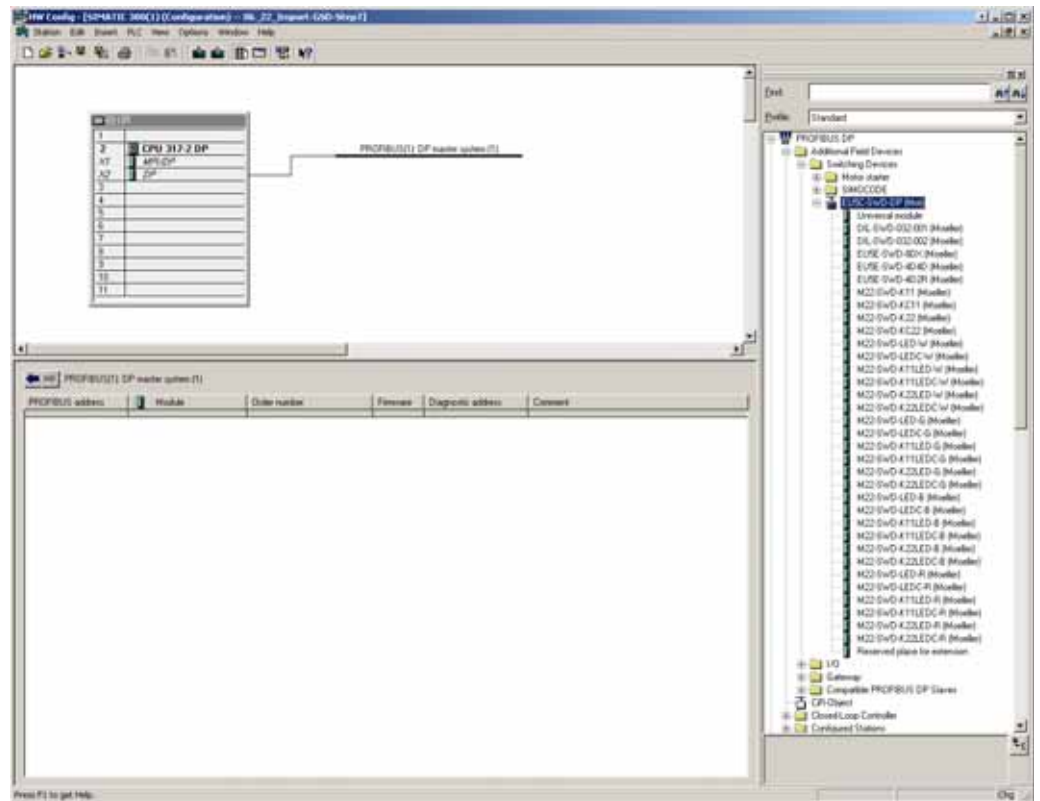 HW Config - [SIMATIC 300(1) (Configuration) -- 06_22_Import-GSD-Step7]
Station Edit Insert PLC View Options Window Help
1
2 CPU 317-2 DP
X1 MPI/DP
X2 DP
3
4
5
6
7
8
9
10
11
PROFIBUS(1): DP master system (1)
PROFIBUS(1): DP master system (1)
PROFIBUS address Module Order number Firmware Diagnostic address Comment
Find:
Profile: Standard
PROFIBUS DP
Additional Field Devices
Switching Devices
Motor starter
SIMOCODE
Universal module
DIL-SWD-032-001 (Moeller)
DIL-SWD-032-002 (Moeller)
EU5E-SWD-8DX (Moeller)
EU5E-SWD-4D4D (Moeller)
EU5E-SWD-4D2R (Moeller)
M22-SWD-K11 (Moeller)
M22-SWD-KC11 (Moeller)
M22-SWD-K22 (Moeller)
M22-SWD-KC22 (Moeller)
M22-SWD-LED-W (Moeller)
M22-SWD-LEDC-W (Moeller)
M22-SWD-K11LED-W (Moeller)
M22-SWD-K11LEDC-W (Moeller)
M22-SWD-K22LED-W (Moeller)
M22-SWD-K22LEDC-W (Moeller)
M22-SWD-LED-G (Moeller)
M22-SWD-LEDC-G (Moeller)
M22-SWD-K11LED-G (Moeller)
M22-SWD-K11LEDC-G (Moeller)
M22-SWD-K22LED-G (Moeller)
M22-SWD-K22LEDC-G (Moeller)
M22-SWD-LED-B (Moeller)
M22-SWD-LEDC-B (Moeller)
M22-SWD-K11LED-B (Moeller)
M22-SWD-K11LEDC-B (Moeller)
M22-SWD-K22LED-B (Moeller)
M22-SWD-K22LEDC-B (Moeller)
M22-SWD-LED-R (Moeller)
M22-SWD-LEDC-R (Moeller)
M22-SWD-K11LED-R (Moeller)
M22-SWD-K11LEDC-R (Moeller)
M22-SWD-K22LED-R (Moeller)
M22-SWD-K22LEDC-R (Moeller)
Reserved place for extension
I/O
Gateway
Compatible PROFIBUS DP Slaves
CiR-Object
Closed-Loop Controller
Configured Stations
Press F1 to get Help.
Chg